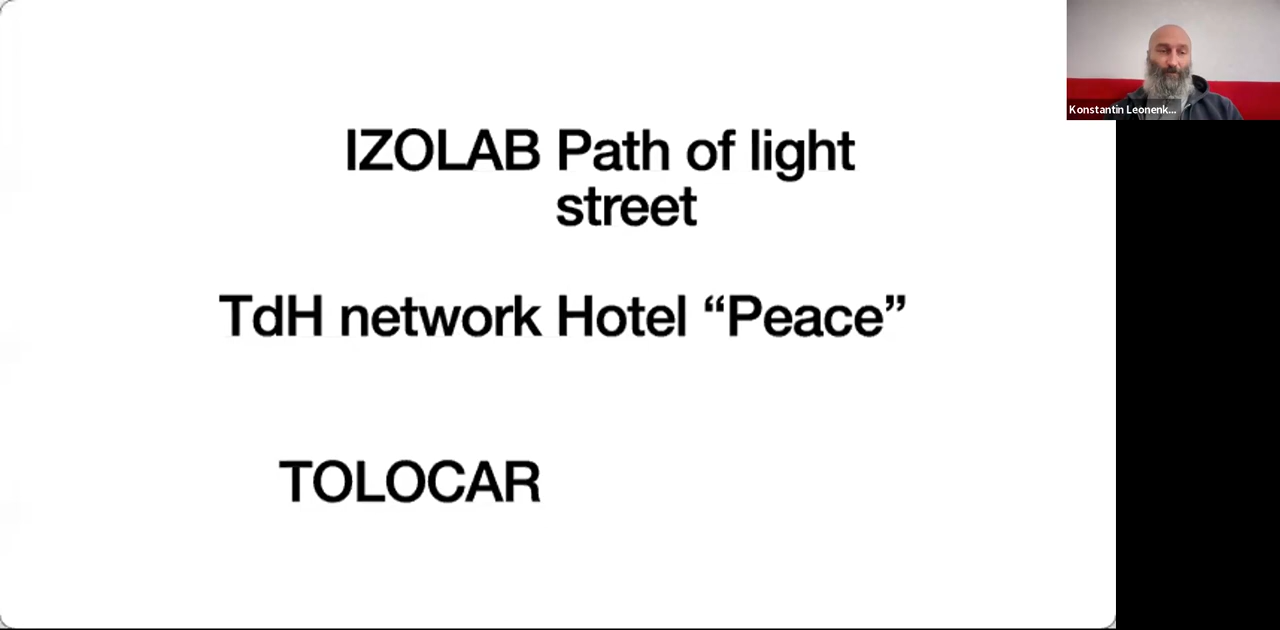 IZOLAB Path of light
street
TdH network Hotel “Peace”
TOLOCAR
Konstantin Leonenk...